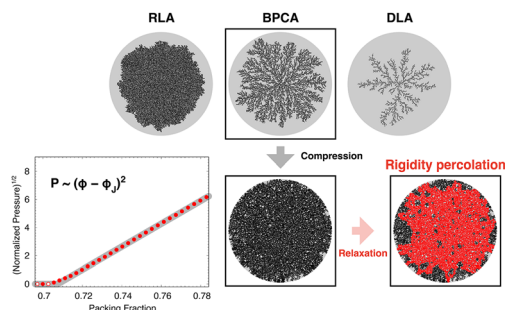 RLA
BPCA
DLA
Compression
Rigidity percolation
Relaxation
P ~ (ϕ − ϕJ)²
(Normalized Pressure)1/2
8
6
4
2
0
0.7
0.72
0.74
0.76
0.78
Packing Fraction